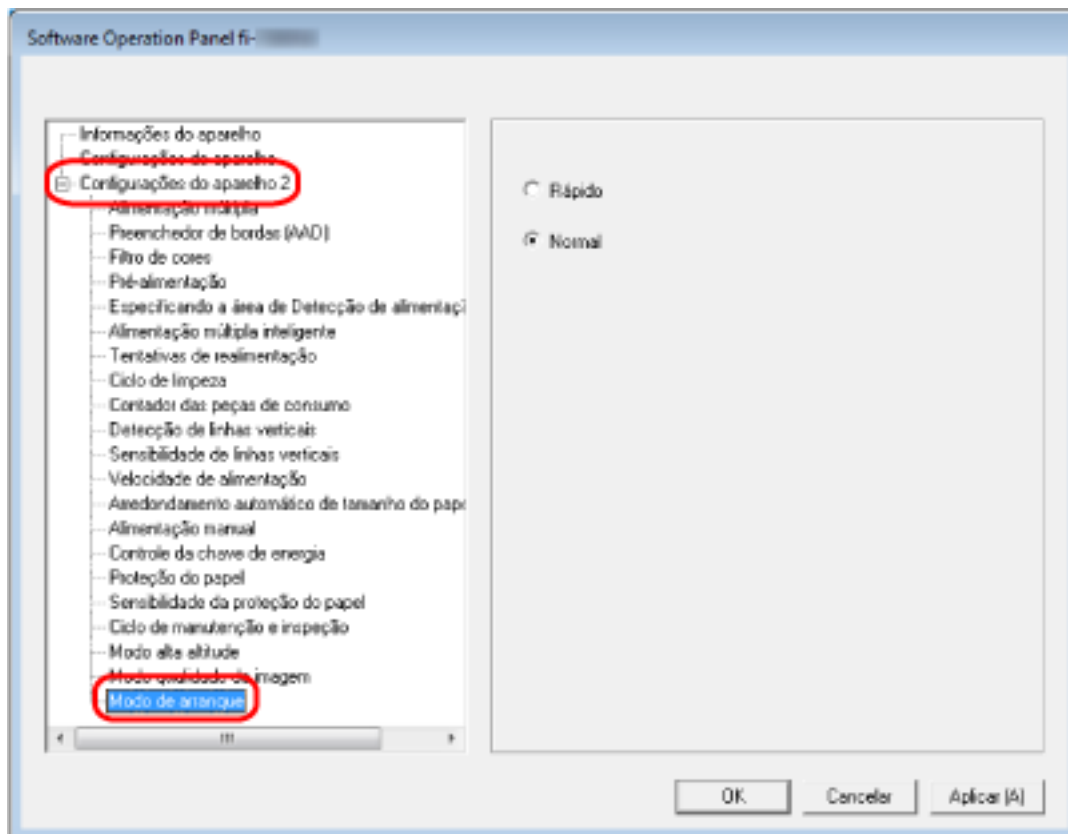 Software Operation Panel fi-
Informações do aparelho
Configurações do aparelho
Configurações do aparelho 2
Alimentação múltipla
Preenchedor de bordas (AAD)
Filtro de cores
Pré-alimentação
Especificando a área de Detecção de alimentaçã
Alimentação múltipla inteligente
Tentativas de realimentação
Ciclo de limpeza
Contador das peças de consumo
Detecção de linhas verticais
Sensibilidade de linhas verticais
Velocidade de alimentação
Arredondamento automático de tamanho do pape
Alimentação manual
Controle da chave de energia
Proteção do papel
Sensibilidade da proteção do papel
Ciclo de manutenção e inspeção
Modo alta altitude
Modo qualidade da imagem
Modo de arranque
Rápido
Normal
OK
Cancelar
Aplicar (A)